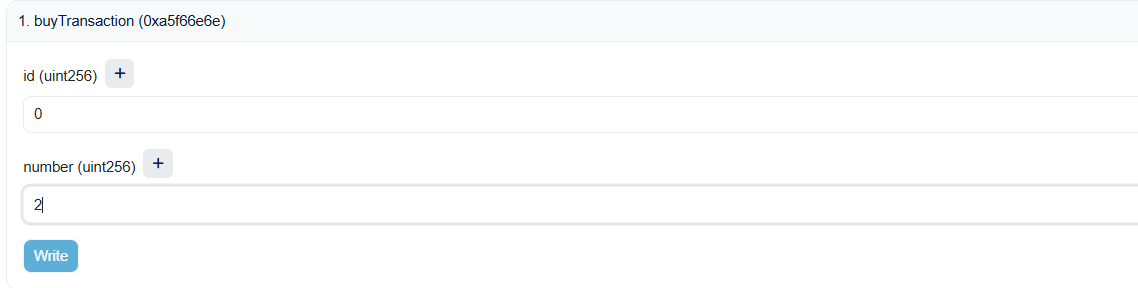 1. buyTransaction (0xa5f66e6e)
id (uint256) +
0
number (uint256) +
2
Write